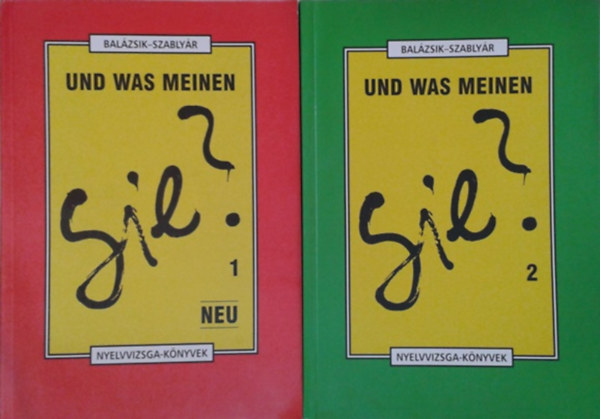 BALÁZSIK–SZABLYÁR
UND WAS MEINEN
Sie?
1
NEU
NYELVVIZSGA-KÖNYVEK
BALÁZSIK–SZABLYÁR
UND WAS MEINEN
Sie?
2
NYELVVIZSGA-KÖNYVEK